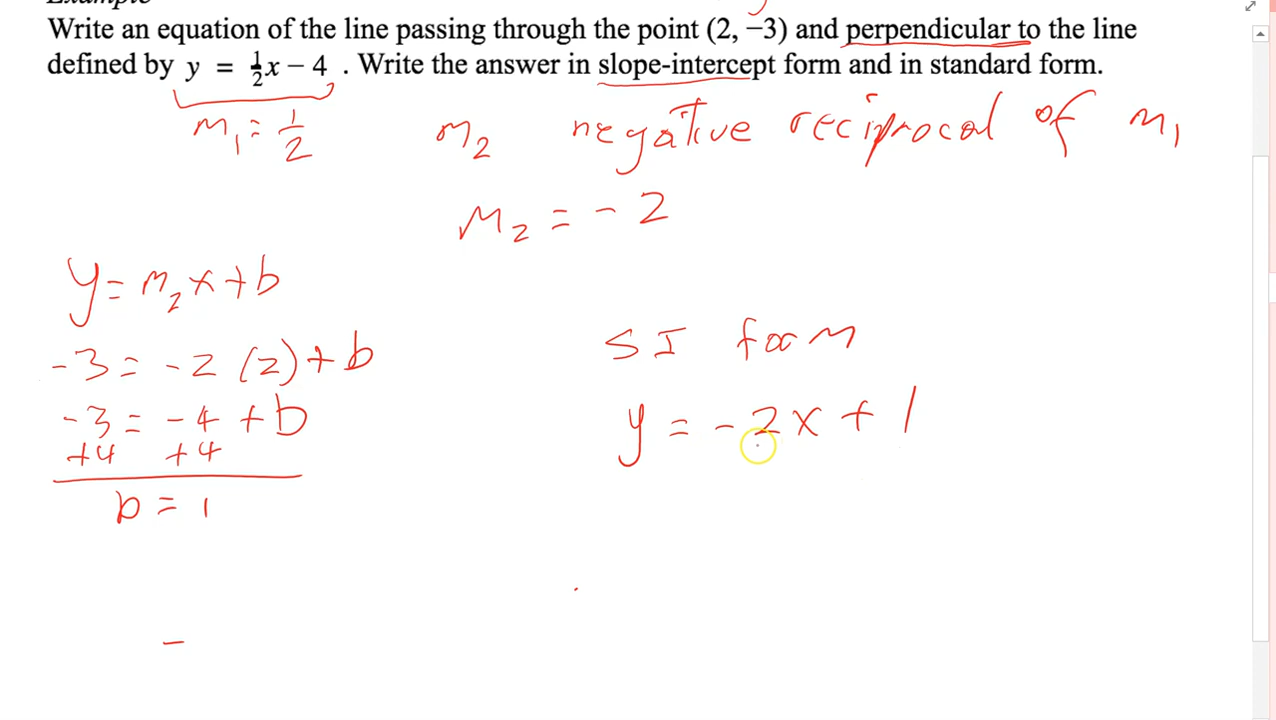 Example
Write an equation of the line passing through the point (2, −3) and perpendicular to the line
defined by y = 1/2 x − 4 . Write the answer in slope-intercept form and in standard form.
m₁ = 1/2 m₂ negative reciprocal of m₁
m₂ = - 2
y = m₂x + b
-3 = -2 (2) + b
-3 = -4 + b
+4 +4
b = 1
SI form
y = -2x + 1
-